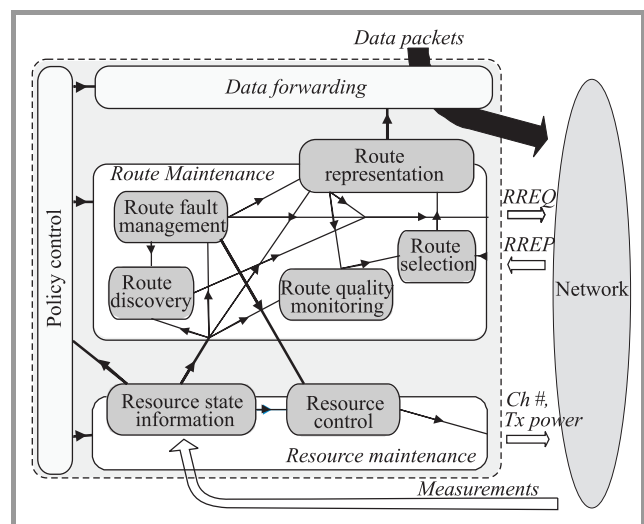 Data packets
Data forwarding
Policy control
Route Maintenance
Route
representation
Route fault
management
RREQ
RREP
Route
selection
Route
discovery
Route quality
monitoring
Network
Resource state
information
Resource
control
Ch #,
Tx power
Resource maintenance
Measurements